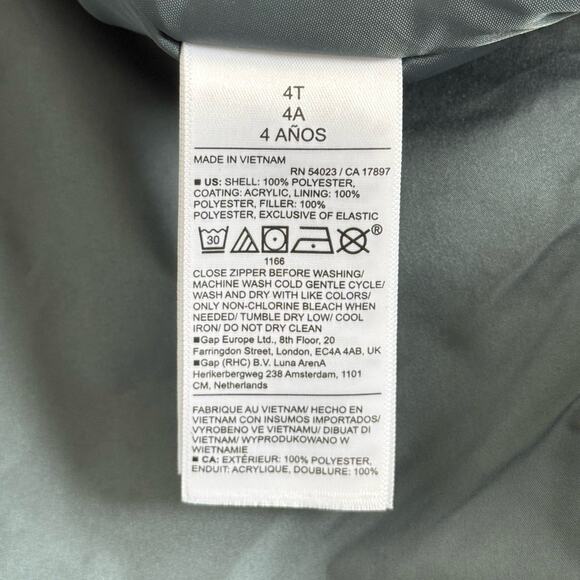 4T
4A
4 AÑOS
MADE IN VIETNAM
RN 54023 / CA 17897
■ US: SHELL: 100% POLYESTER,
COATING: ACRYLIC, LINING: 100%
POLYESTER, FILLER: 100%
POLYESTER, EXCLUSIVE OF ELASTIC
30
®
1166
CLOSE ZIPPER BEFORE WASHING/
MACHINE WASH COLD GENTLE CYCLE/
WASH AND DRY WITH LIKE COLORS/
ONLY NON-CHLORINE BLEACH WHEN
NEEDED/ TUMBLE DRY LOW/ COOL
IRON/ DO NOT DRY CLEAN
■Gap Europe Ltd., 8th Floor, 20
Farringdon Street, London, EC4A 4AB, UK
■Gap (RHC) B.V. Luna ArenA
Herikerbergweg 238 Amsterdam, 1101
CM, Netherlands
FABRIQUE AU VIETNAM/ HECHO EN
VIETNAM CON INSUMOS IMPORTADOS/
VYROBENO VE VIETNAMU/ DIBUAT DI
VIETNAM/ WYPRODUKOWANO W
WIETNAMIE
■ CA: EXTÉRIEUR: 100% POLYESTER,
ENDUIT: ACRYLIQUE, DOUBLURE: 100%